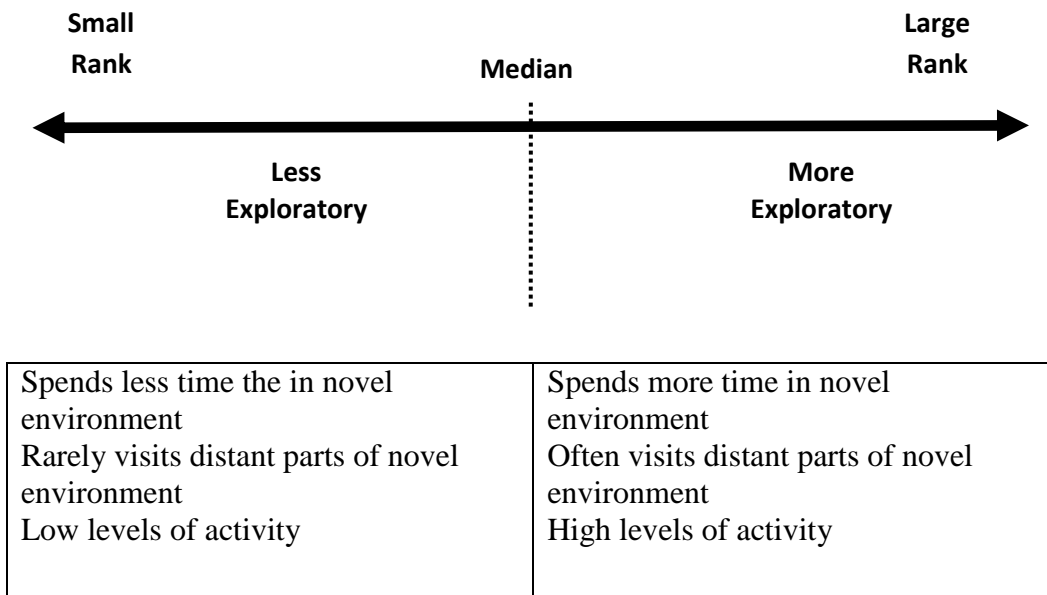 Small
Rank
Large
Rank
Median
Less
Exploratory
More
Exploratory
Spends less time the in novel
environment
Rarely visits distant parts of novel
environment
Low levels of activity
Spends more time in novel
environment
Often visits distant parts of novel
environment
High levels of activity